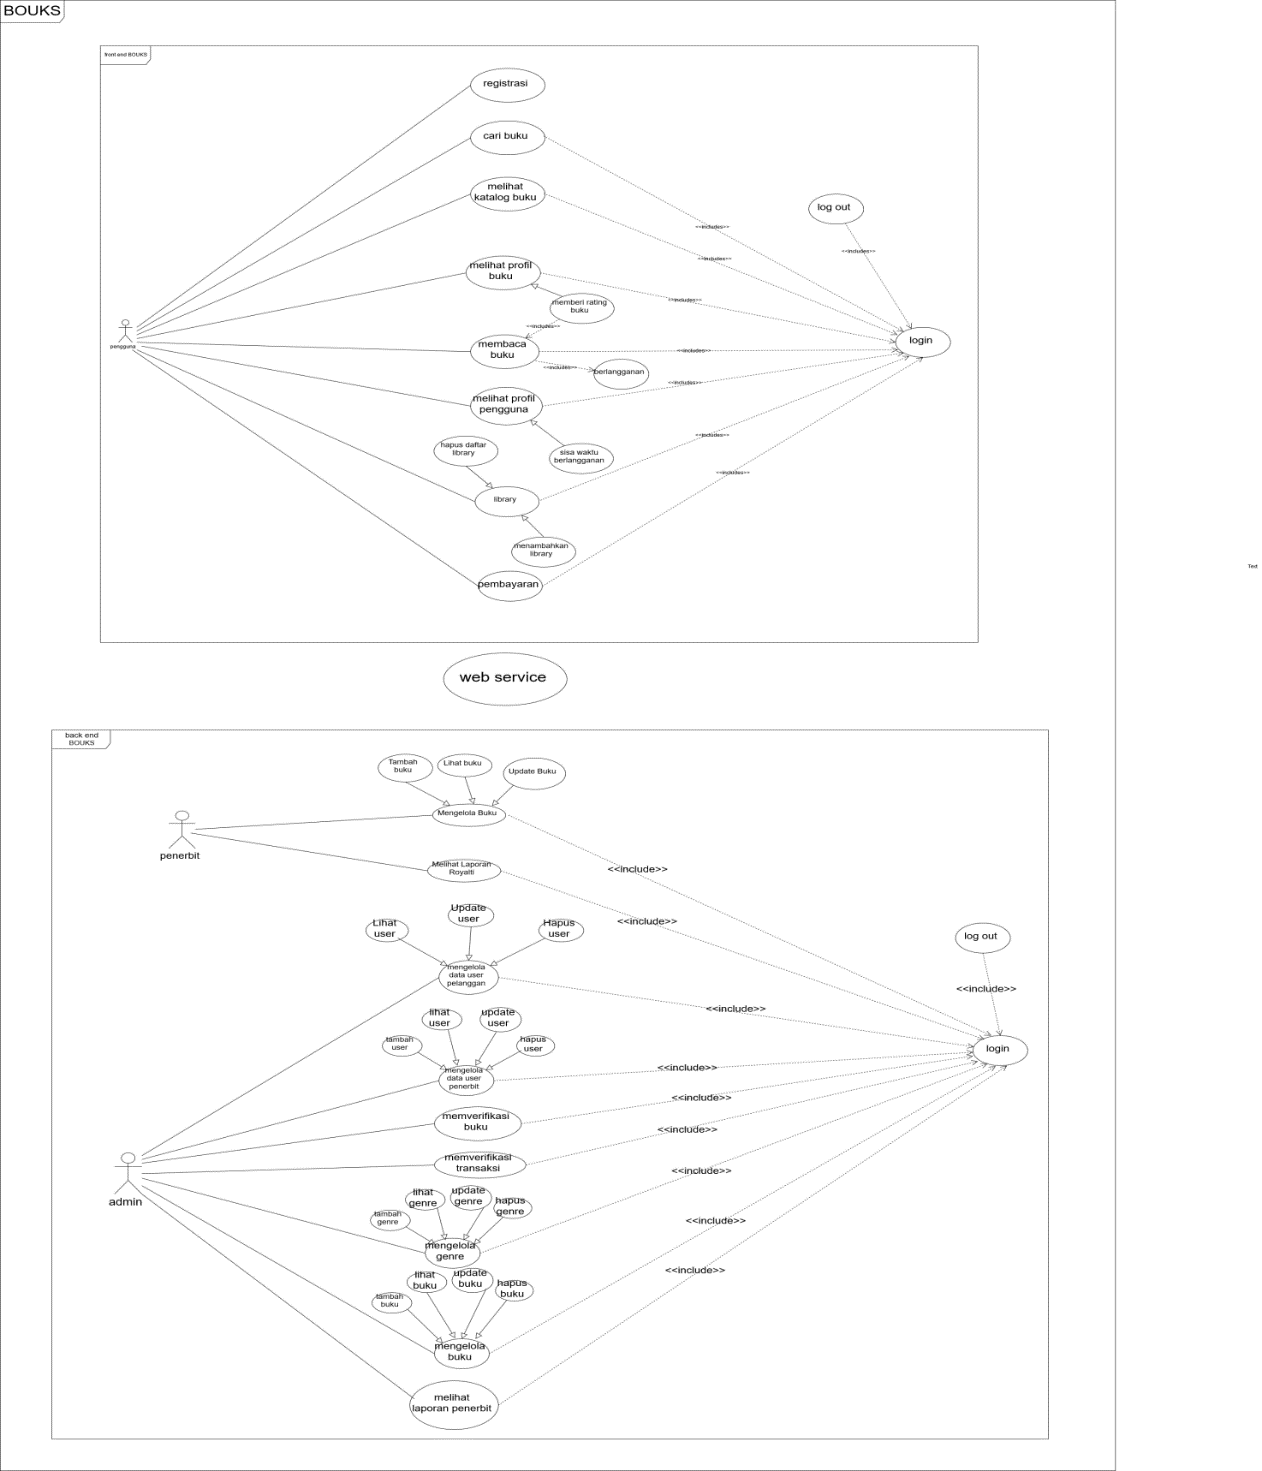 BOUKS
front end BOUKS
registrasi
cari buku
melihat
katalog buku
log out
<<includes>>
<<includes>>
<<includes>>
melihat profil
buku
<<includes>>
memberi rating
buku
pengguna
<<includes>>
membaca
buku
<<includes>>
login
<<includes>>
berlangganan
<<includes>>
melihat profil
pengguna
<<includes>>
hapus daftar
library
sisa waktu
berlangganan
<<includes>>
library
menambahkan
library
pembayaran
Text
web service
back end
BOUKS
Tambah
buku
Lihat buku
Update Buku
Mengelola Buku
penerbit
Melihat Laporan
Royalti
<<include>>
<<include>>
Lihat
user
Update
user
Hapus
user
log out
mengelola
data user
pelanggan
<<include>>
<<include>>
lihat
user
update
user
tambah
user
hapus
user
login
mengelola
data user
penerbit
<<include>>
memverifikasi
buku
<<include>>
memverifikasi
transaksi
<<include>>
admin
lihat
genre
update
genre
hapus
genre
tambah
genre
<<include>>
mengelola
genre
<<include>>
lihat
buku
update
buku
hapus
buku
tambah
buku
<<include>>
mengelola
buku
melihat
laporan penerbit